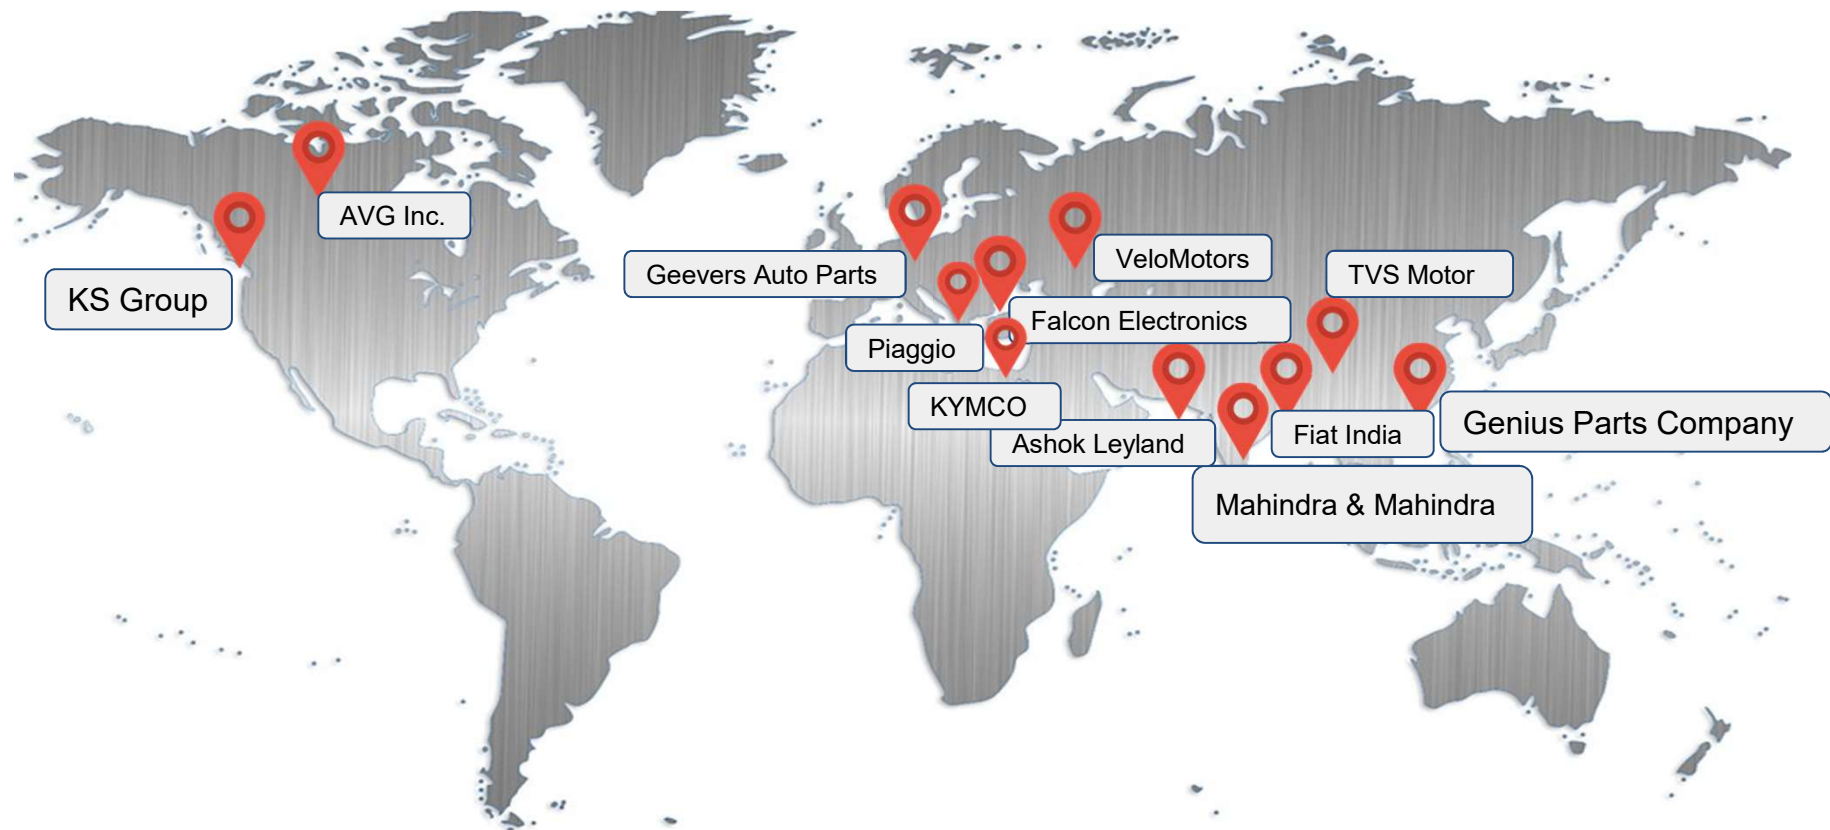 AVG Inc.
KS Group
Geevers Auto Parts
VeloMotors
TVS Motor
Falcon Electronics
Piaggio
KYMCO
Ashok Leyland
Fiat India
Genius Parts Company
Mahindra & Mahindra